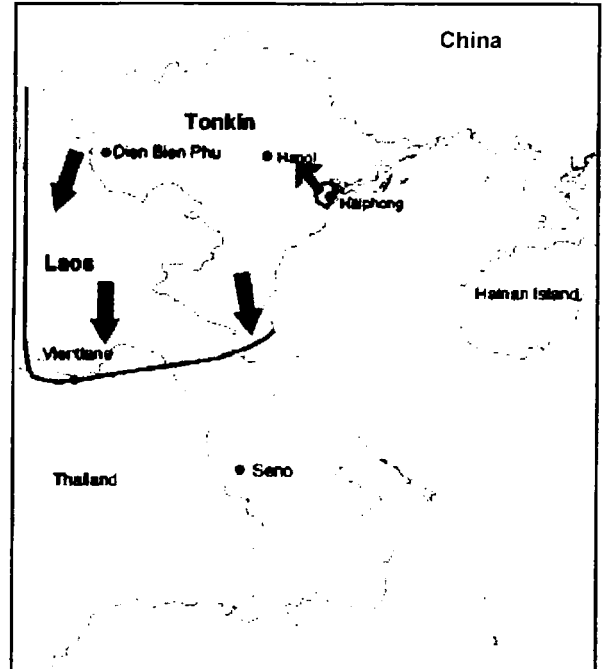 China
Tonkin
Dien Bien Phu
Hanoi
Haiphong
Laos
Hainan Island
Vientiane
Seno
Thailand